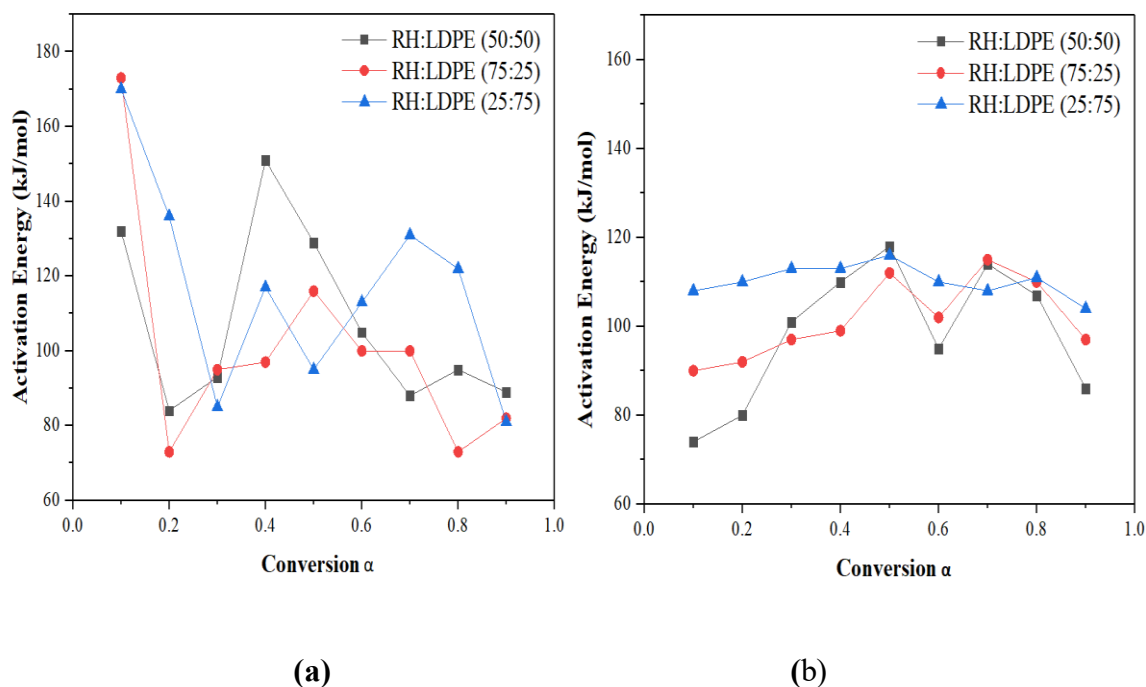 RH:LDPE (50:50)
RH:LDPE (75:25)
RH:LDPE (25:75)
Activation Energy (kJ/mol)
180
160
140
120
100
80
60
0.0 0.2 0.4 0.6 0.8 1.0
Conversion α
(a)
RH:LDPE (50:50)
RH:LDPE (75:25)
RH:LDPE (25:75)
Activation Energy (kJ/mol)
160
140
120
100
80
60
0.0 0.2 0.4 0.6 0.8 1.0
Conversion α
(b)